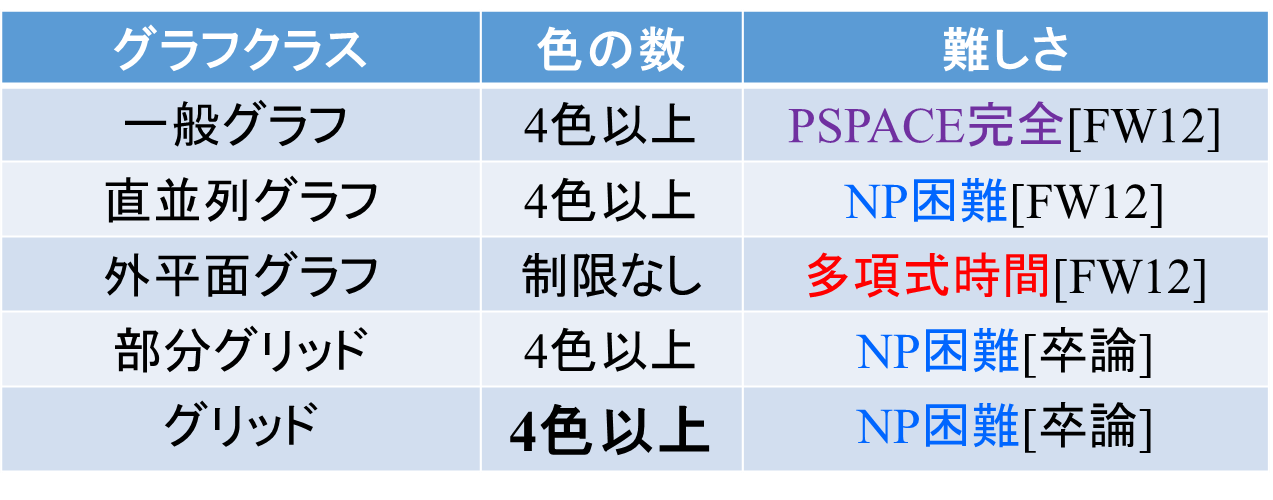 グラフクラス 色の数 難しさ
一般グラフ 4色以上 PSPACE完全[FW12]
直並列グラフ 4色以上 NP困難[FW12]
外平面グラフ 制限なし 多項式時間[FW12]
部分グリッド 4色以上 NP困難[卒論]
グリッド 4色以上 NP困難[卒論]